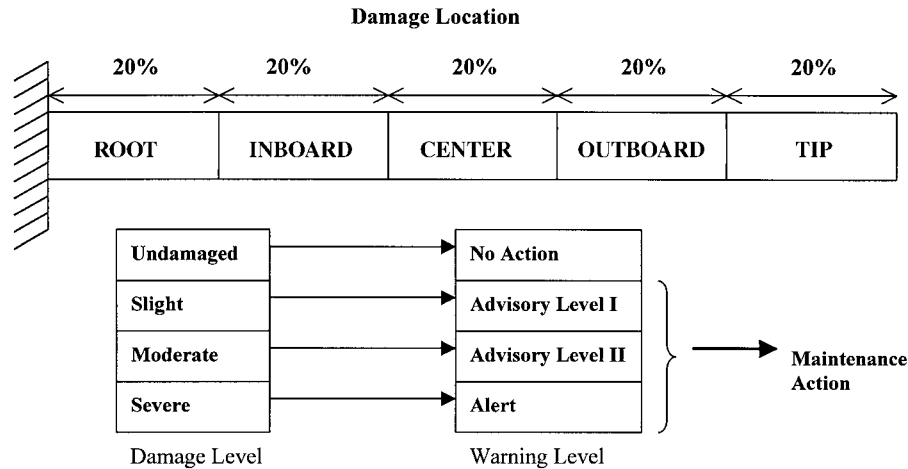 Damage Location
20% 20% 20% 20% 20%
ROOT INBOARD CENTER OUTBOARD TIP
Undamaged No Action
Slight Advisory Level I
Moderate Advisory Level II
Maintenance
Action
Severe Alert
Damage Level Warning Level